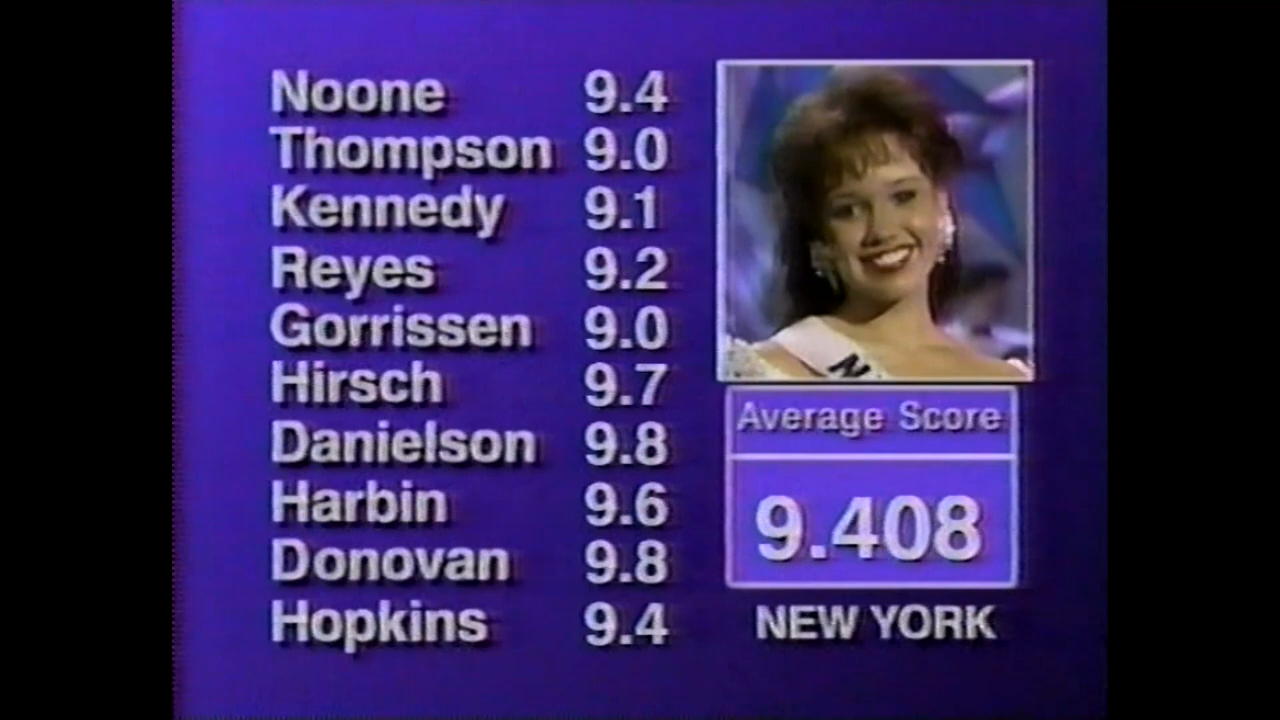 Noone 9.4
Thompson 9.0
Kennedy 9.1
Reyes 9.2
Gorrissen 9.0
Hirsch 9.7
Danielson 9.8
Harbin 9.6
Donovan 9.8
Hopkins 9.4
N
Average Score
9.408
NEW YORK